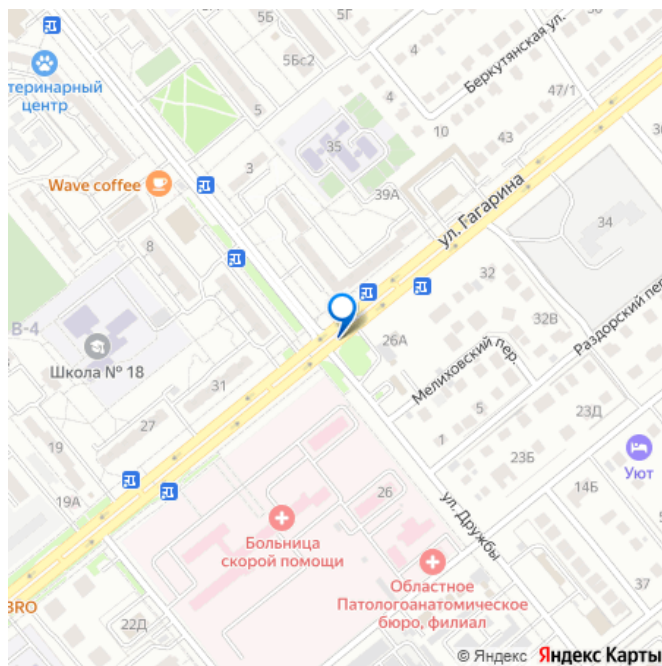 5Б
5Г
Беркутянская ул.
5Бс2
4
теринарный
центр
47/1
4
5
10
43
35
3
Wave coffee
39А
ул. Гагарина
34
8
32
26А
32В
Раздорский пер
В-4
Школа № 18
Мелиховский пер.
31
5
23Д
27
1
19
23Б
Уют
19А
26
ул. Дружбы
14Б
Больница
скорой помощи
Областное
Патологоанатомическое
бюро, филиал
37
BRO
22Д
© Яндекс Яндекс Карты